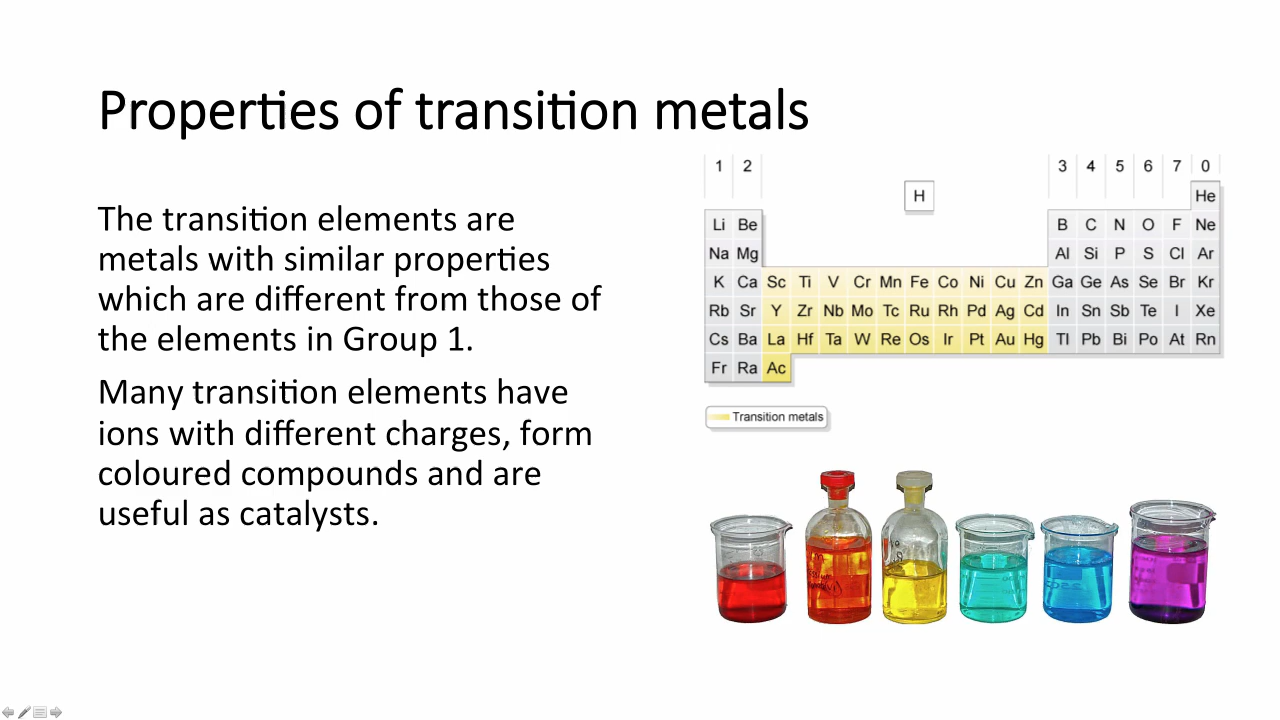 Properties of transition metals
The transition elements are
metals with similar properties
which are different from those of
the elements in Group 1.
Many transition elements have
ions with different charges, form
coloured compounds and are
useful as catalysts.
1 2 3 4 5 6 7 0
H He
Li Be B C N O F Ne
Na Mg Al Si P S Cl Ar
K Ca Sc Ti V Cr Mn Fe Co Ni Cu Zn Ga Ge As Se Br Kr
Rb Sr Y Zr Nb Mo Tc Ru Rh Pd Ag Cd In Sn Sb Te I Xe
Cs Ba La Hf Ta W Re Os Ir Pt Au Hg Tl Pb Bi Po At Rn
Fr Ra Ac
Transition metals